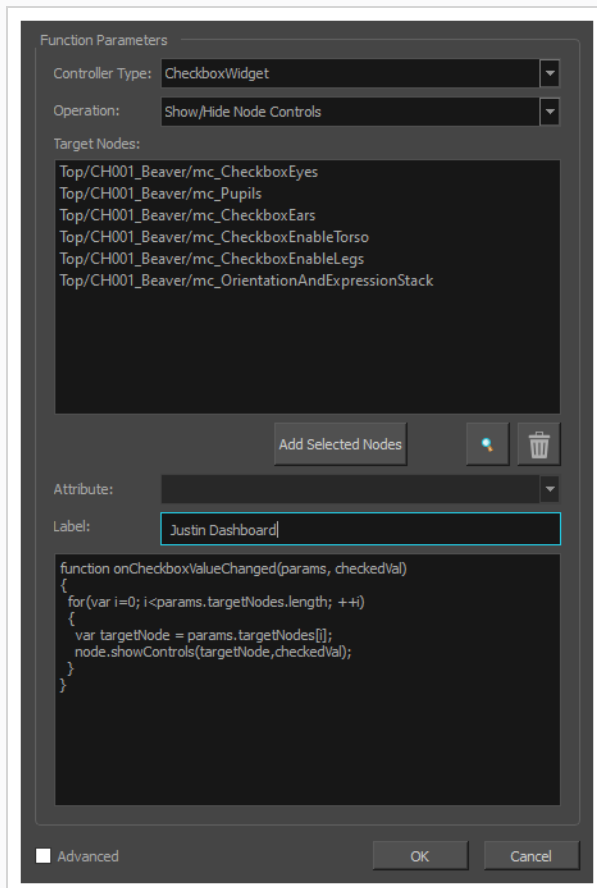 Function Parameters
Controller Type: CheckboxWidget
Operation: Show/Hide Node Controls
Target Nodes:
Top/CH001_Beaver/mc_CheckboxEyes
Top/CH001_Beaver/mc_Pupils
Top/CH001_Beaver/mc_CheckboxEars
Top/CH001_Beaver/mc_CheckboxEnableTorso
Top/CH001_Beaver/mc_CheckboxEnableLegs
Top/CH001_Beaver/mc_OrientationAndExpressionStack
Add Selected Nodes
Attribute:
Label: Justin Dashboard
function onCheckboxValueChanged(params, checkedVal)
{
for(var i=0; i<params.targetNodes.length; ++i)
{
var targetNode = params.targetNodes[i];
node.showControls(targetNode,checkedVal);
}
}
Advanced OK Cancel